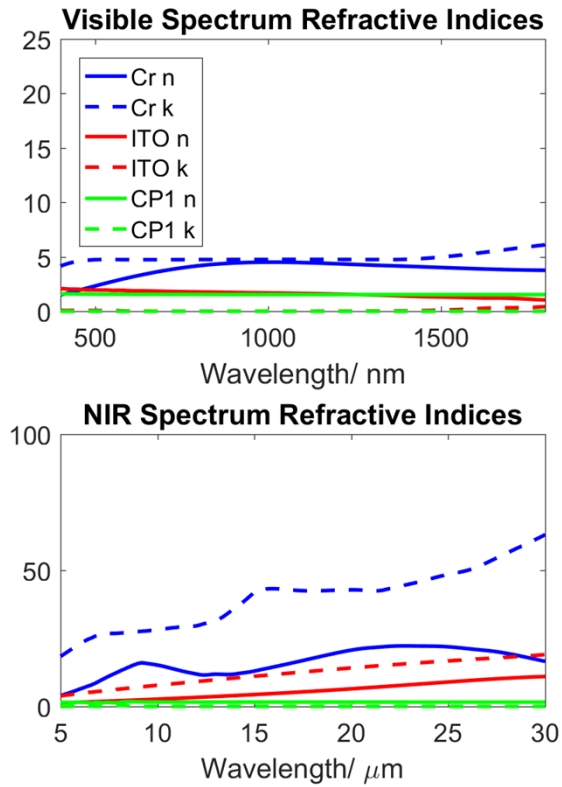 Visible Spectrum Refractive Indices
25
20
15
10
5
0
Cr n
Cr k
ITO n
ITO k
CP1 n
CP1 k
500 1000 1500
Wavelength/ nm
NIR Spectrum Refractive Indices
100
50
0
5 10 15 20 25 30
Wavelength/ μm